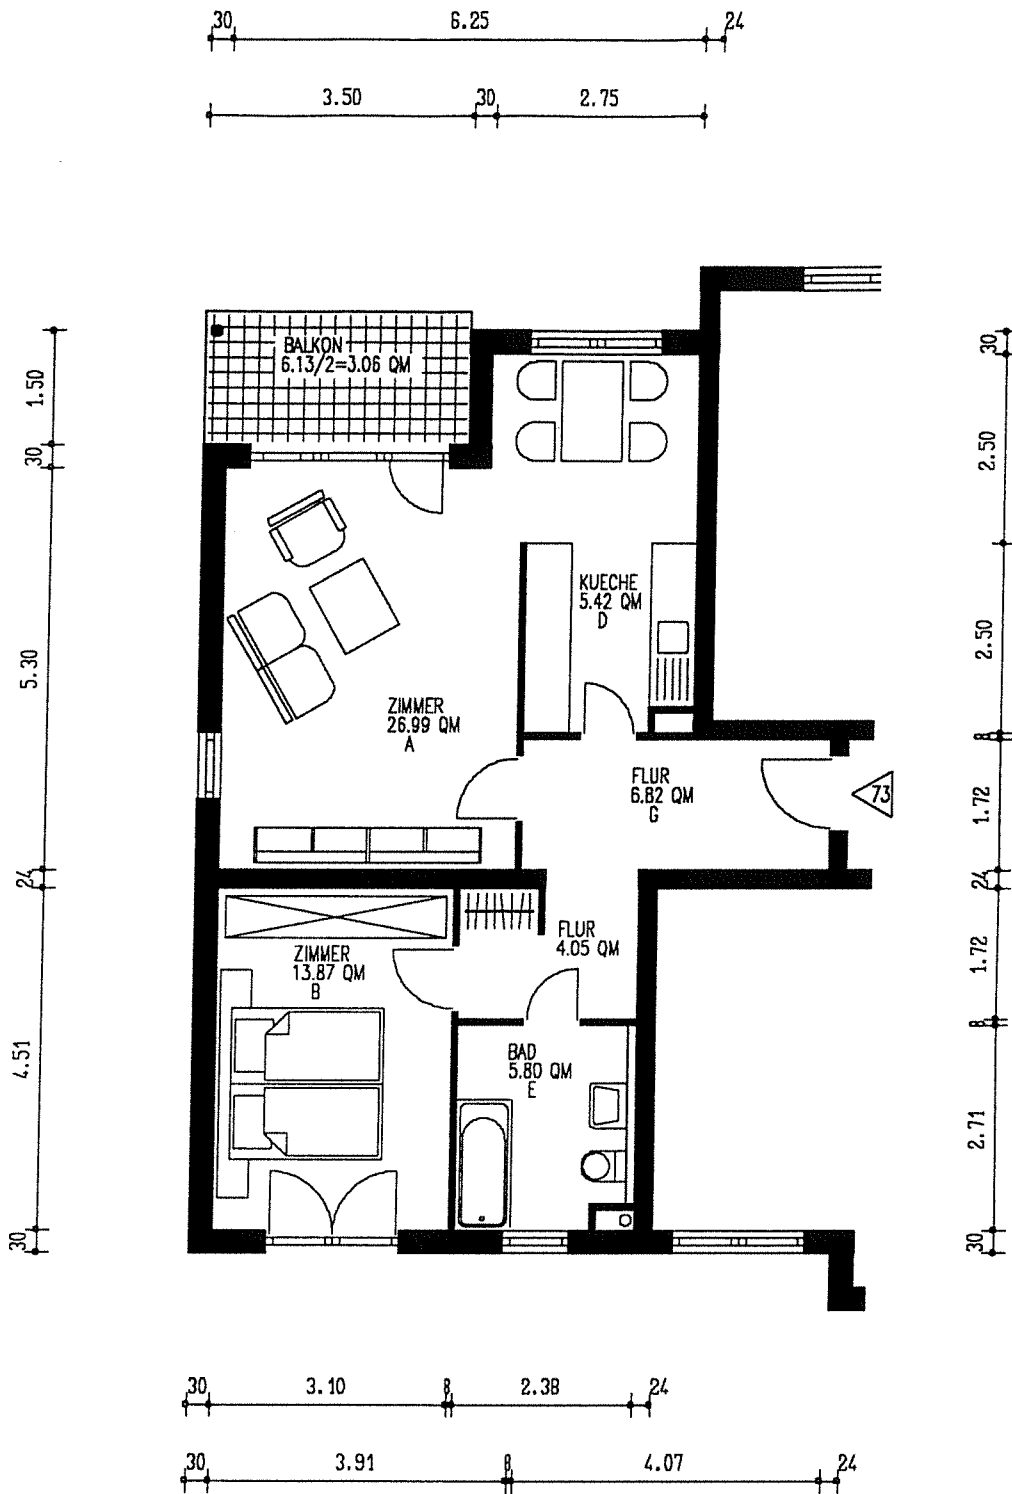 30 6.25 24
3.50 30 2.75
BALKON
6.13/2=3.06 QM
1.50
30
5.30
24
4.51
30
30
2.50
2.50
8
1.72
24
1.72
8
2.71
30
KUECHE
5.42 QM
D
ZIMMER
26.99 QM
A
FLUR
6.82 QM
G
73
FLUR
4.05 QM
ZIMMER
13.87 QM
B
BAD
5.80 QM
E
30 3.10 8 2.38 24
30 3.91 8 4.07 24